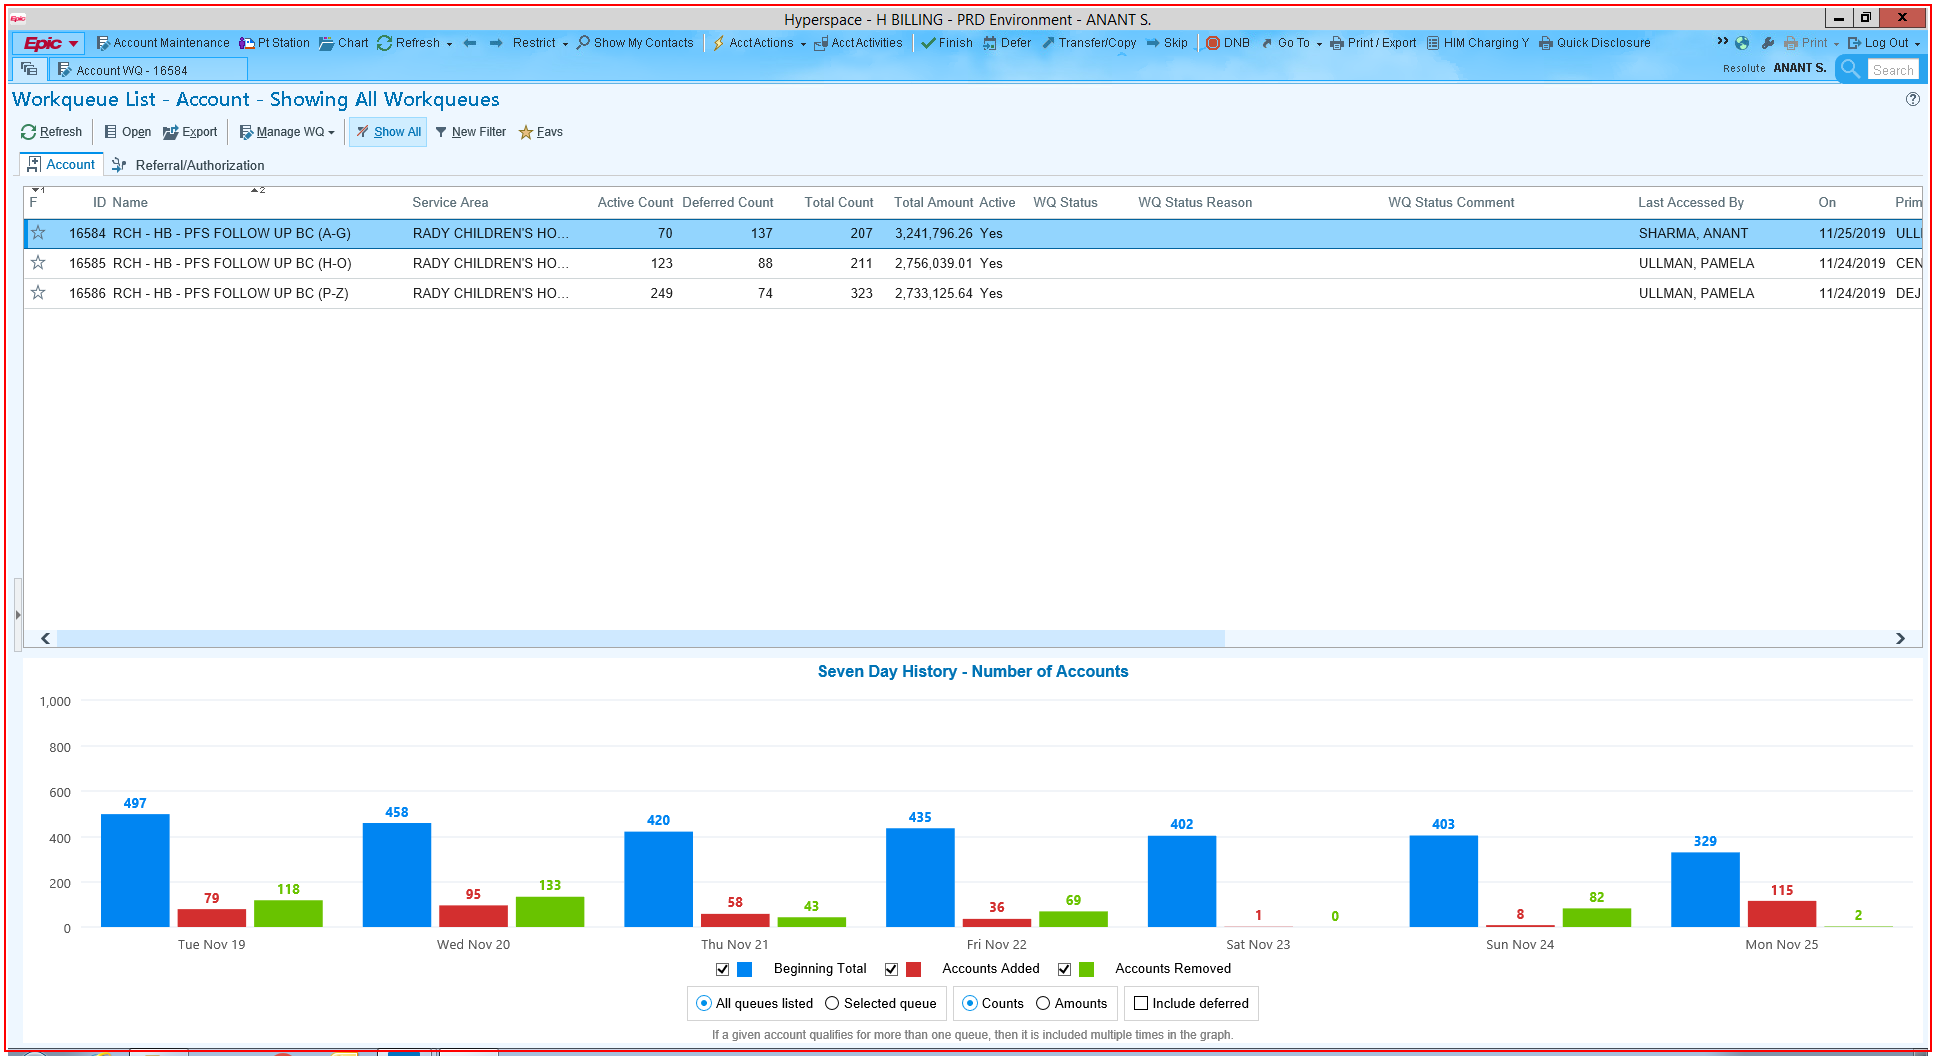 Epic Hyperspace - H BILLING - PRD Environment - ANANT S.
Epic Account Maintenance Pt Station Chart Refresh Restrict Show My Contacts AcctActions AcctActivities Finish Defer Transfer/Copy Skip DNB Go To Print / Export HIM Charging Y Quick Disclosure Print Log Out
Account WQ - 16584 Resolute ANANT S. Search
Workqueue List - Account - Showing All Workqueues
Refresh Open Export Manage WQ Show All New Filter Favs
Account Referral/Authorization
1 2
F ID Name Service Area Active Count Deferred Count Total Count Total Amount Active WQ Status WQ Status Reason WQ Status Comment Last Accessed By On Prim
16584 RCH - HB - PFS FOLLOW UP BC (A-G) RADY CHILDREN'S HO... 70 137 207 3,241,796.26 Yes SHARMA, ANANT 11/25/2019 ULL
16585 RCH - HB - PFS FOLLOW UP BC (H-O) RADY CHILDREN'S HO... 123 88 211 2,756,039.01 Yes ULLMAN, PAMELA 11/24/2019 CEN
16586 RCH - HB - PFS FOLLOW UP BC (P-Z) RADY CHILDREN'S HO... 249 74 323 2,733,125.64 Yes ULLMAN, PAMELA 11/24/2019 DEJ
Seven Day History - Number of Accounts
1,000
800
600
400
200
0
497 79 118
458 95 133
420 58 43
435 36 69
402 1 0
403 8 82
329 115 2
Tue Nov 19 Wed Nov 20 Thu Nov 21 Fri Nov 22 Sat Nov 23 Sun Nov 24 Mon Nov 25
Beginning Total Accounts Added Accounts Removed
All queues listed Selected queue Counts Amounts Include deferred
If a given account qualifies for more than one queue, then it is included multiple times in the graph.